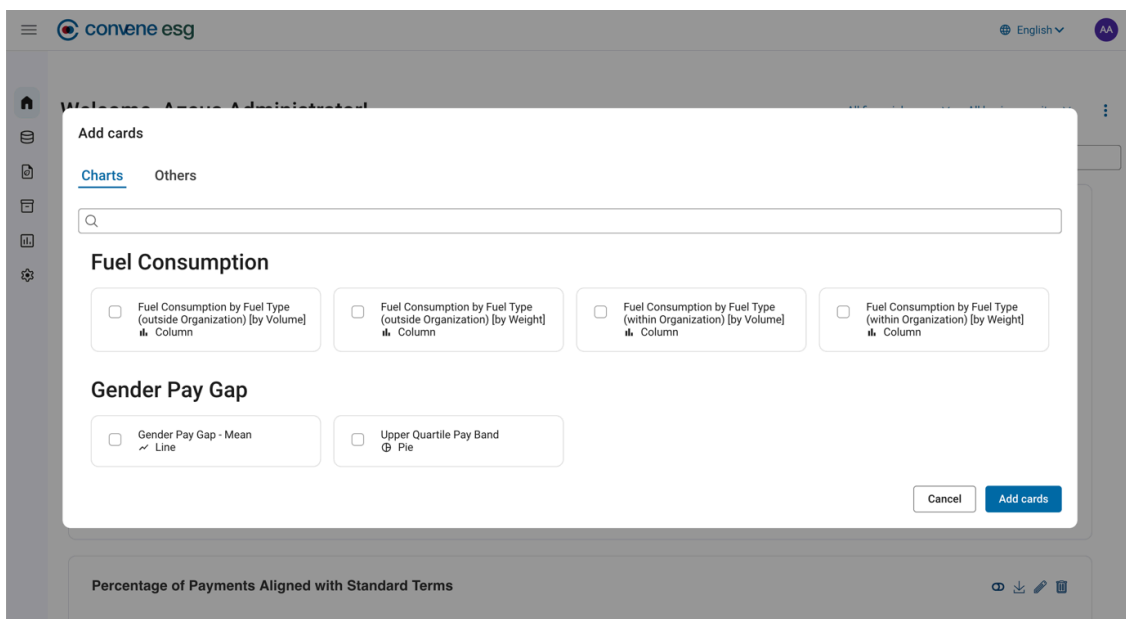 convene esg
English
AA
Welcome, Azeus Administrator!
Add cards
Charts
Others
Fuel Consumption
Fuel Consumption by Fuel Type
(outside Organization) [by Volume]
Column
Fuel Consumption by Fuel Type
(outside Organization) [by Weight]
Column
Fuel Consumption by Fuel Type
(within Organization) [by Volume]
Column
Fuel Consumption by Fuel Type
(within Organization) [by Weight]
Column
Gender Pay Gap
Gender Pay Gap - Mean
Line
Upper Quartile Pay Band
Pie
Cancel
Add cards
Percentage of Payments Aligned with Standard Terms